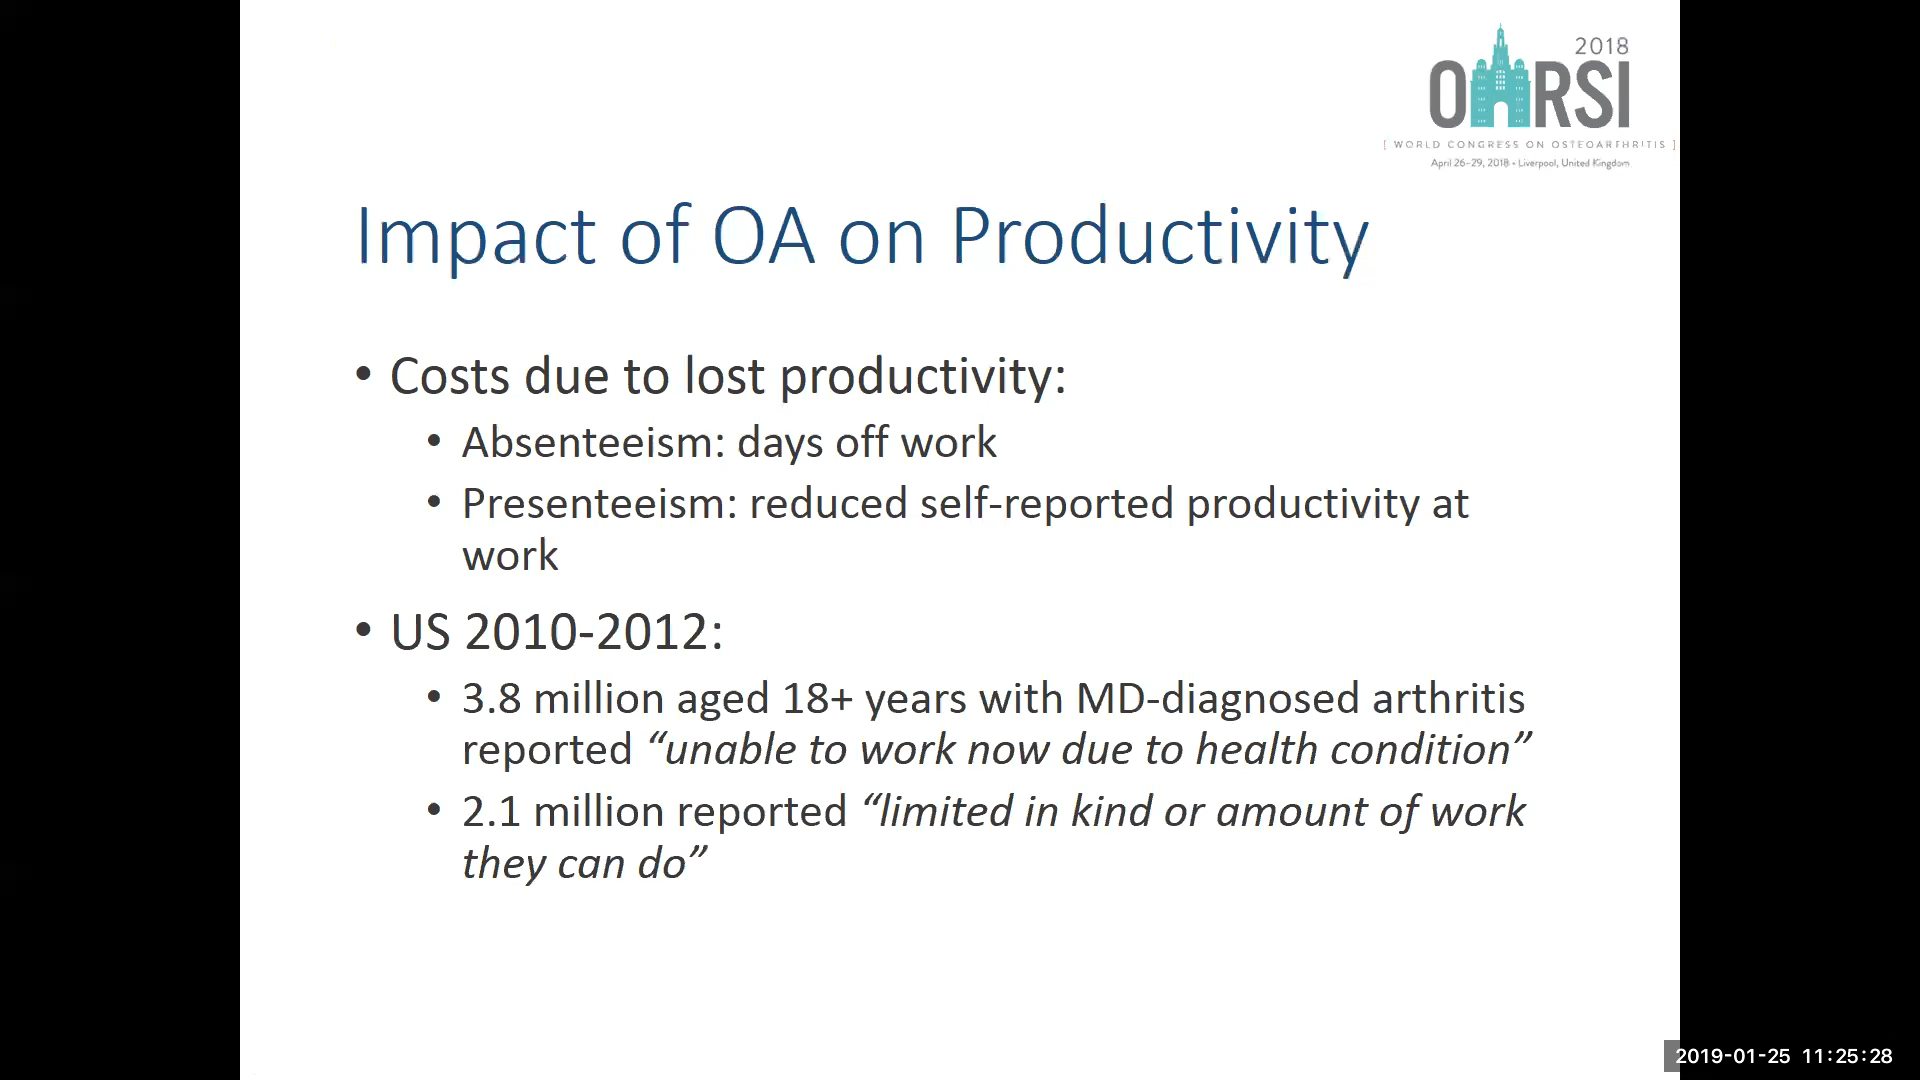 2018
OARSI
[ WORLD CONGRESS ON OSTEOARTHRITIS ]
April 26-29, 2018 • Liverpool, United Kingdom
Impact of OA on Productivity
• Costs due to lost productivity:
• Absenteeism: days off work
• Presenteeism: reduced self-reported productivity at
work
• US 2010-2012:
• 3.8 million aged 18+ years with MD-diagnosed arthritis
reported “unable to work now due to health condition”
• 2.1 million reported “limited in kind or amount of work
they can do”
2019-01-25 11:25:28